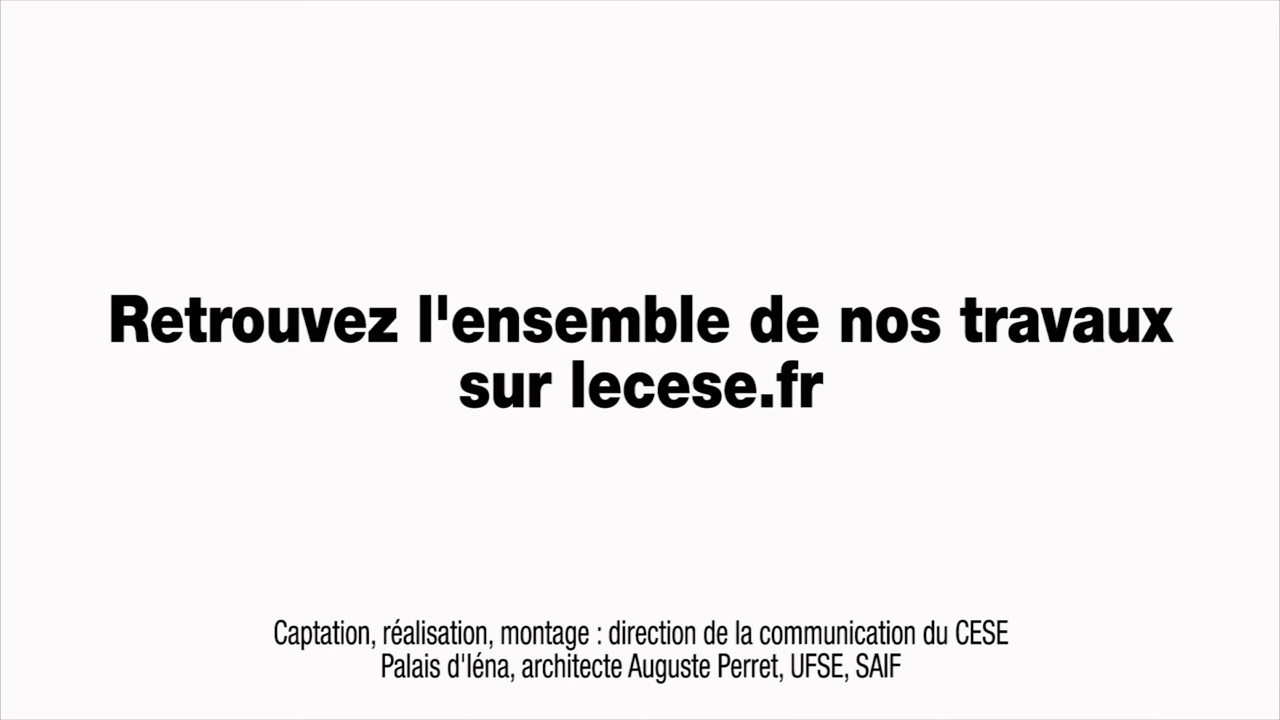 Retrouvez l'ensemble de nos travaux
sur lecese.fr
Captation, réalisation, montage : direction de la communication du CESE
Palais d'Iéna, architecte Auguste Perret, UFSE, SAIF